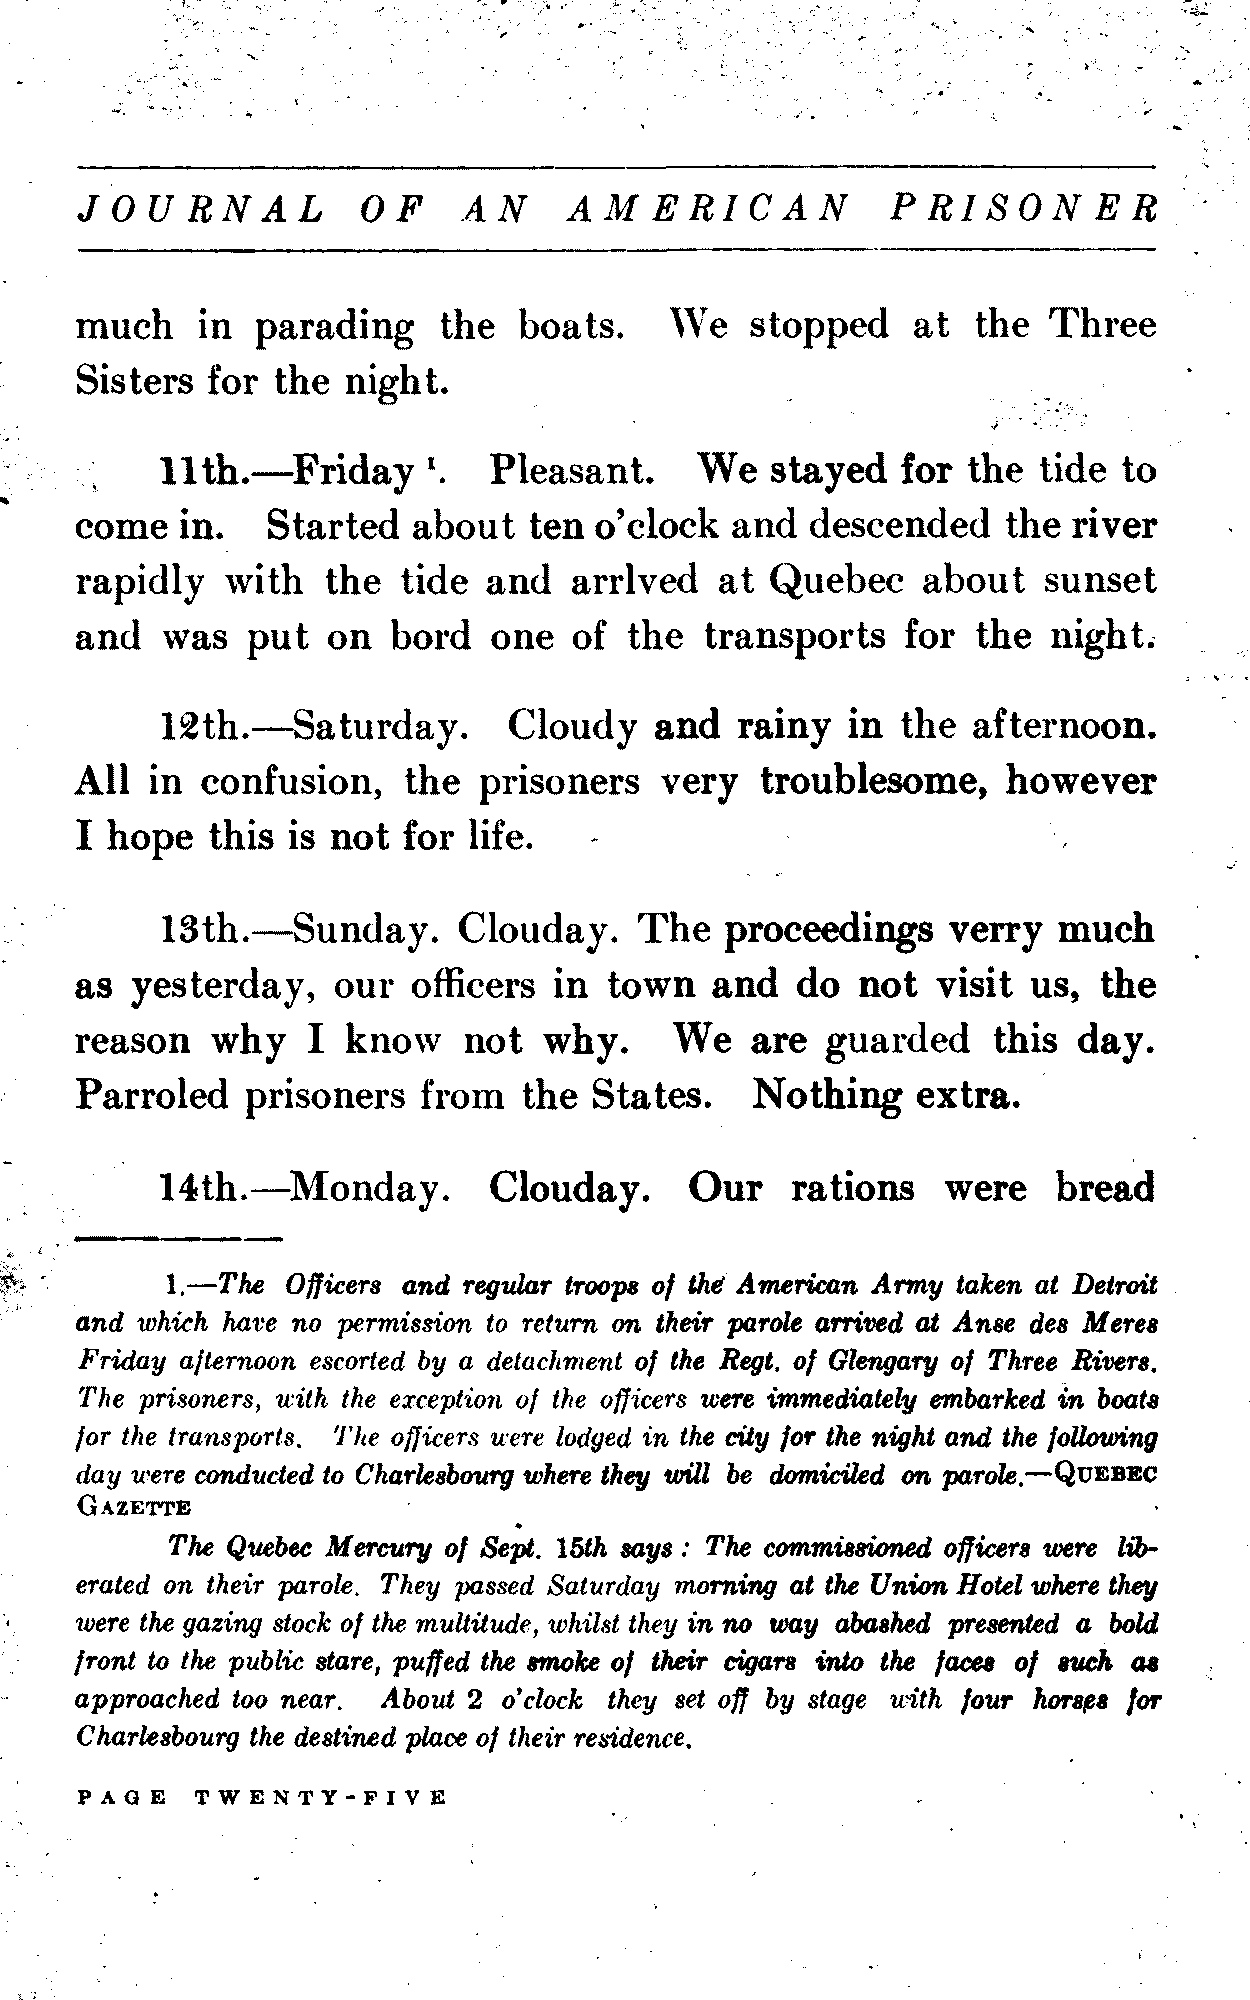 JOURNAL OF AN AMERICAN PRISONER
much in parading the boats. We stopped at the Three
Sisters for the night.
11th.—Friday ¹. Pleasant. We stayed for the tide to
come in. Started about ten o'clock and descended the river
rapidly with the tide and arrlved at Quebec about sunset
and was put on bord one of the transports for the night.
12th.—Saturday. Cloudy and rainy in the afternoon.
All in confusion, the prisoners very troublesome, however
I hope this is not for life.
13th.—Sunday. Clouday. The proceedings verry much
as yesterday, our officers in town and do not visit us, the
reason why I know not why. We are guarded this day.
Parroled prisoners from the States. Nothing extra.
14th.—Monday. Clouday. Our rations were bread
1.—The Officers and regular troops of the American Army taken at Detroit
and which have no permission to return on their parole arrived at Anse des Meres
Friday afternoon escorted by a detachment of the Regt. of Glengary of Three Rivers.
The prisoners, with the exception of the officers were immediately embarked in boats
for the transports. The officers were lodged in the city for the night and the following
day were conducted to Charlesbourg where they will be domiciled on parole.—QUEBEC
GAZETTE
The Quebec Mercury of Sept. 15th says : The commissioned officers were lib-
erated on their parole. They passed Saturday morning at the Union Hotel where they
were the gazing stock of the multitude, whilst they in no way abashed presented a bold
front to the public stare, puffed the smoke of their cigars into the faces of such as
approached too near. About 2 o'clock they set off by stage with four horses for
Charlesbourg the destined place of their residence.
PAGE TWENTY-FIVE